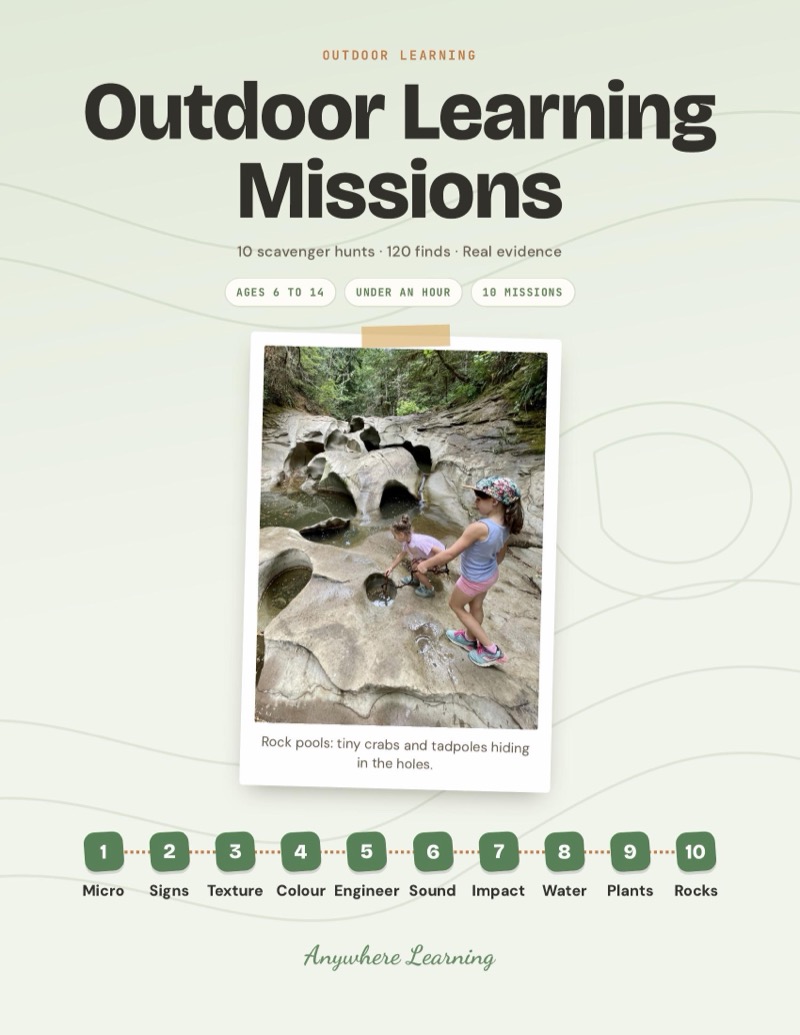 OUTDOOR LEARNING
Outdoor Learning
Missions
10 scavenger hunts · 120 finds · Real evidence
AGES 6 TO 14 UNDER AN HOUR 10 MISSIONS
Rock pools: tiny crabs and tadpoles hiding
in the holes.
1 2 3 4 5 6 7 8 9 10
Micro Signs Texture Colour Engineer Sound Impact Water Plants Rocks
Anywhere Learning